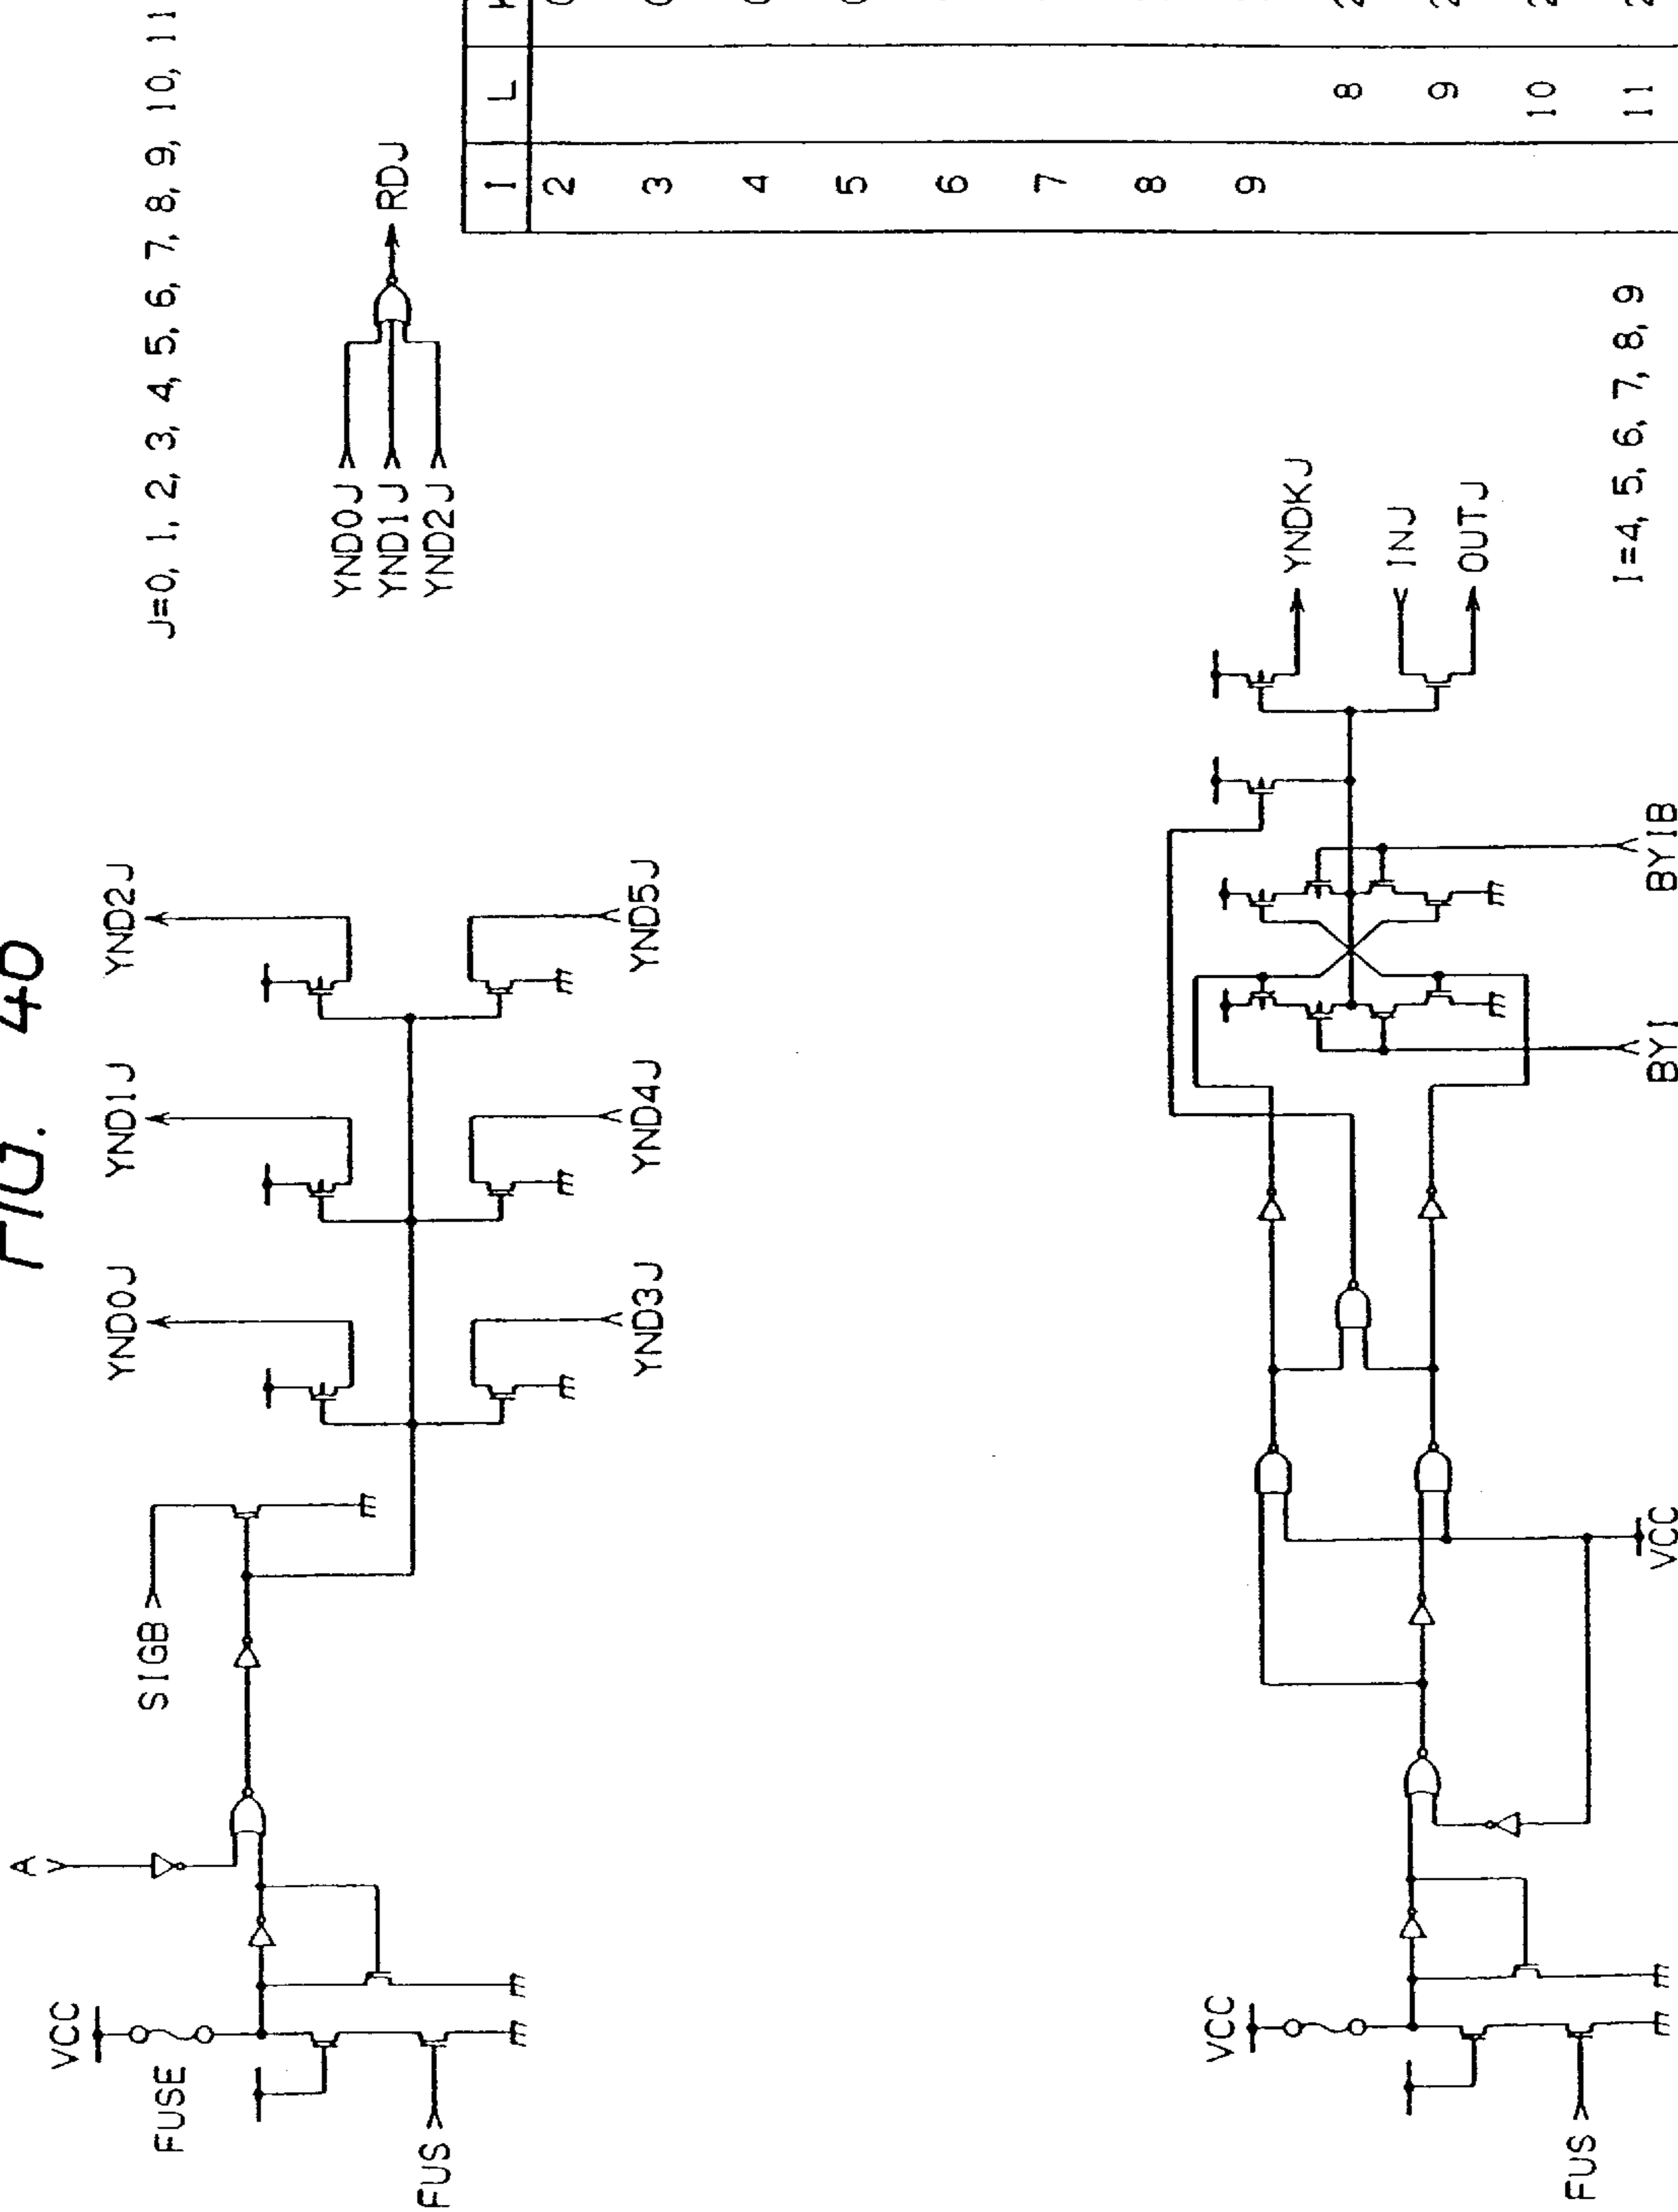 FIG. 4D
J=0, 1, 2, 3, 4, 5, 6, 7, 8, 9, 10, 11
A
VCC
FUSE
FUS
SIGB
YND0J
YND1J
YND2J
YND3J
YND4J
YND5J
YND0J
YND1J
YND2J
RDJ
VCC
FUS
VCC
BYI
BYIB
YNDKJ
INJ
OUTJ
I=4, 5, 6, 7, 8, 9
I L
2
3
4
5
6
7
8
9
8
9
10
11